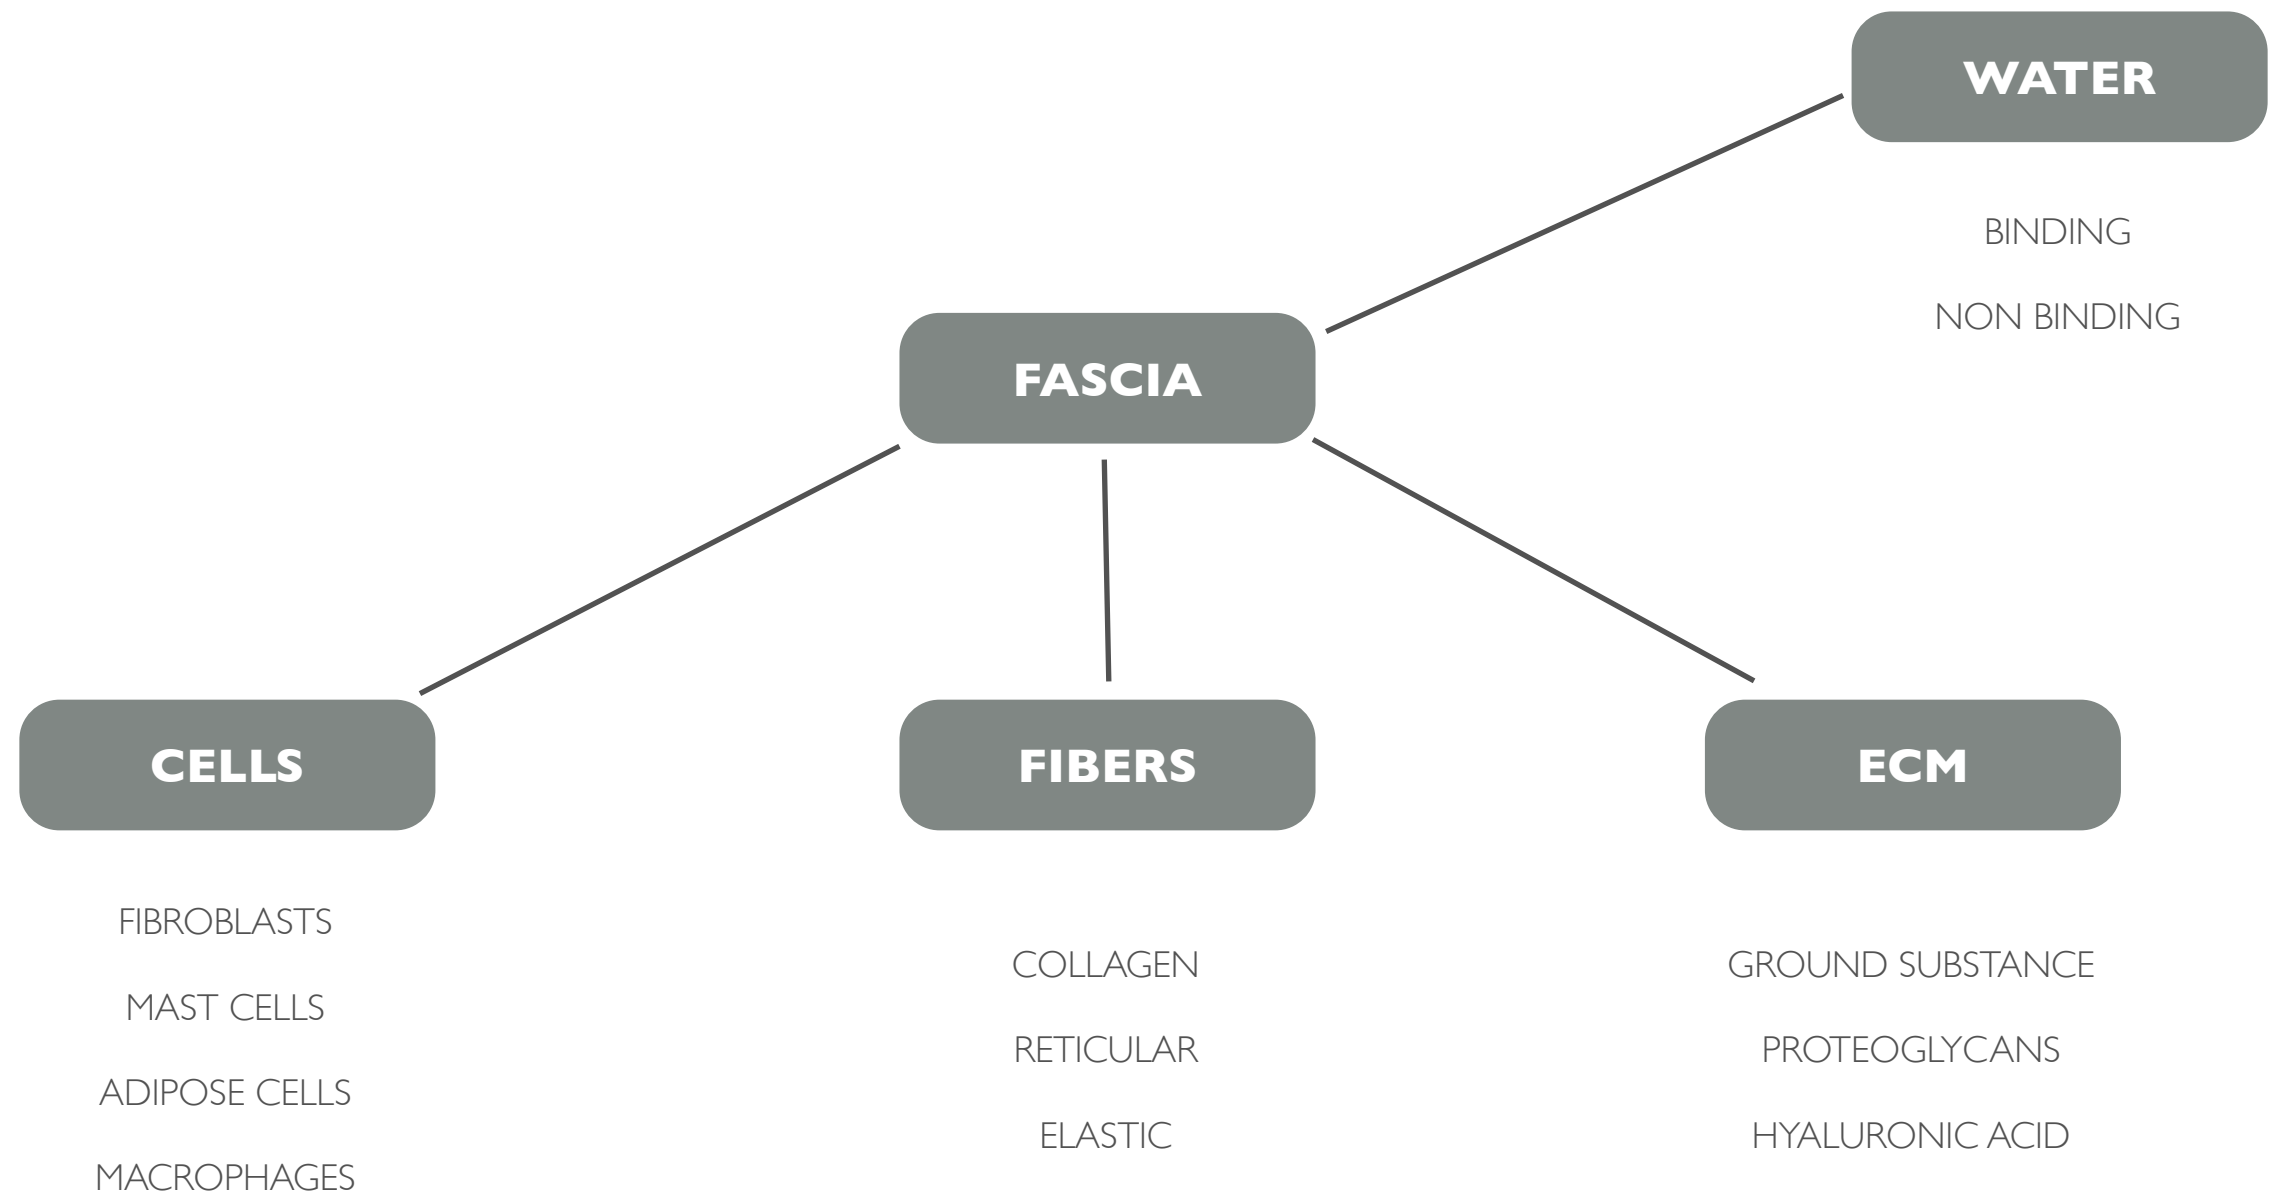 WATER
BINDING
NON BINDING
FASCIA
CELLS
FIBROBLASTS
MAST CELLS
ADIPOSE CELLS
MACROPHAGES
FIBERS
COLLAGEN
RETICULAR
ELASTIC
ECM
GROUND SUBSTANCE
PROTEOGLYCANS
HYALURONIC ACID